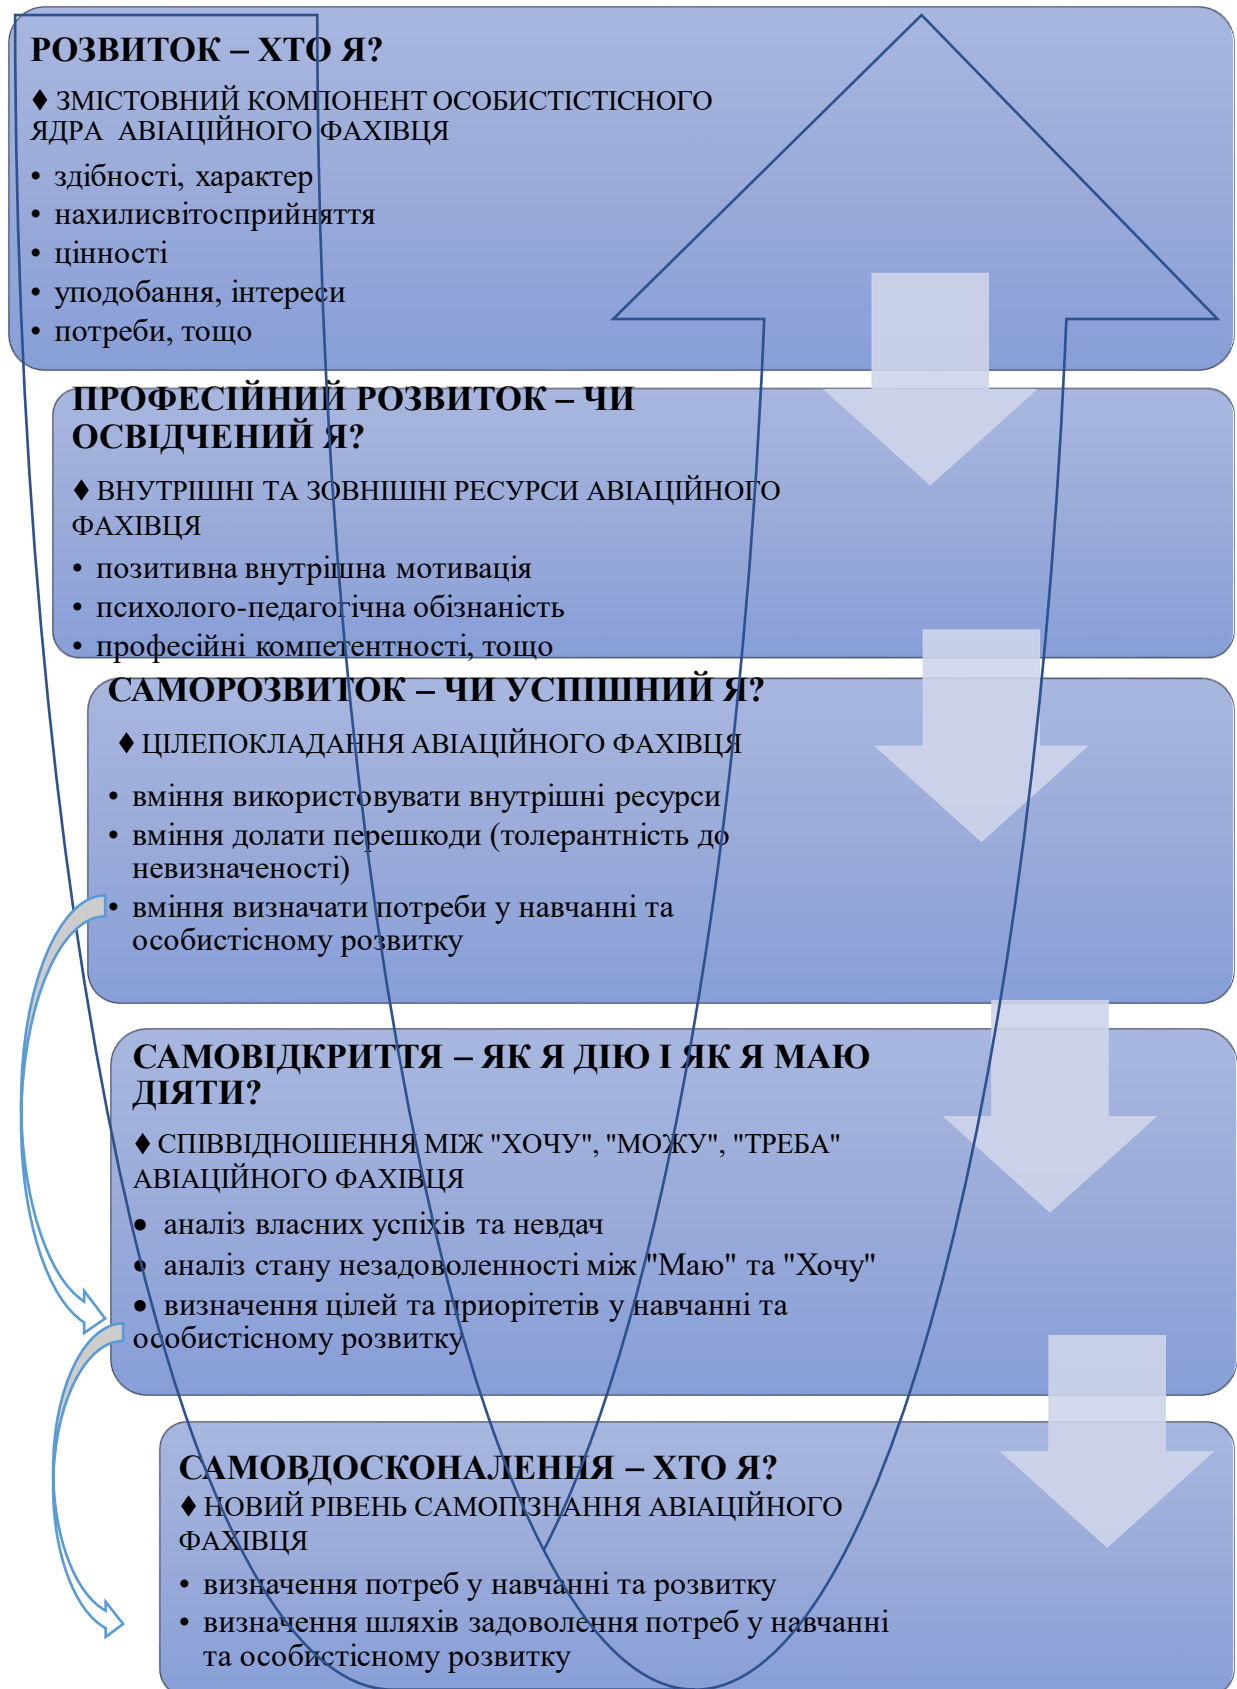 РОЗВИТОК – ХТО Я?
♦ ЗМІСТОВНИЙ КОМПОНЕНТ ОСОБИСТІСТІСНОГО
ЯДРА АВІАЦІЙНОГО ФАХІВЦЯ
• здібності, характер
• нахилисвітосприйняття
• цінності
• уподобання, інтереси
• потреби, тощо
ПРОФЕСІЙНИЙ РОЗВИТОК – ЧИ
ОСВІДЧЕНИЙ Я?
♦ ВНУТРІШНІ ТА ЗОВНІШНІ РЕСУРСИ АВІАЦІЙНОГО
ФАХІВЦЯ
• позитивна внутрішна мотивація
• психолого-педагогічна обізнаність
• професійні компетентності, тощо
САМОРОЗВИТОК – ЧИ УСПІШНИЙ Я?
♦ ЦІЛЕПОКЛАДАННЯ АВІАЦІЙНОГО ФАХІВЦЯ
• вміння використовувати внутрішні ресурси
• вміння долати перешкоди (толерантність до
невизначеності)
• вміння визначати потреби у навчанні та
особистісному розвитку
САМОВІДКРИТТЯ – ЯК Я ДІЮ І ЯК Я МАЮ
ДІЯТИ?
♦ СПІВВІДНОШЕННЯ МІЖ "ХОЧУ", "МОЖУ", "ТРЕБА"
АВІАЦІЙНОГО ФАХІВЦЯ
• аналіз власних успіхів та невдач
• аналіз стану незадоволенності між "Маю" та "Хочу"
• визначення цілей та приорітетів у навчанні та
особистісному розвитку
САМОВДОСКОНАЛЕННЯ – ХТО Я?
♦ НОВИЙ РІВЕНЬ САМОПІЗНАННЯ АВІАЦІЙНОГО
ФАХІВЦЯ
• визначення потреб у навчанні та розвитку
• визначення шляхів задоволення потреб у навчанні
та особистісному розвитку